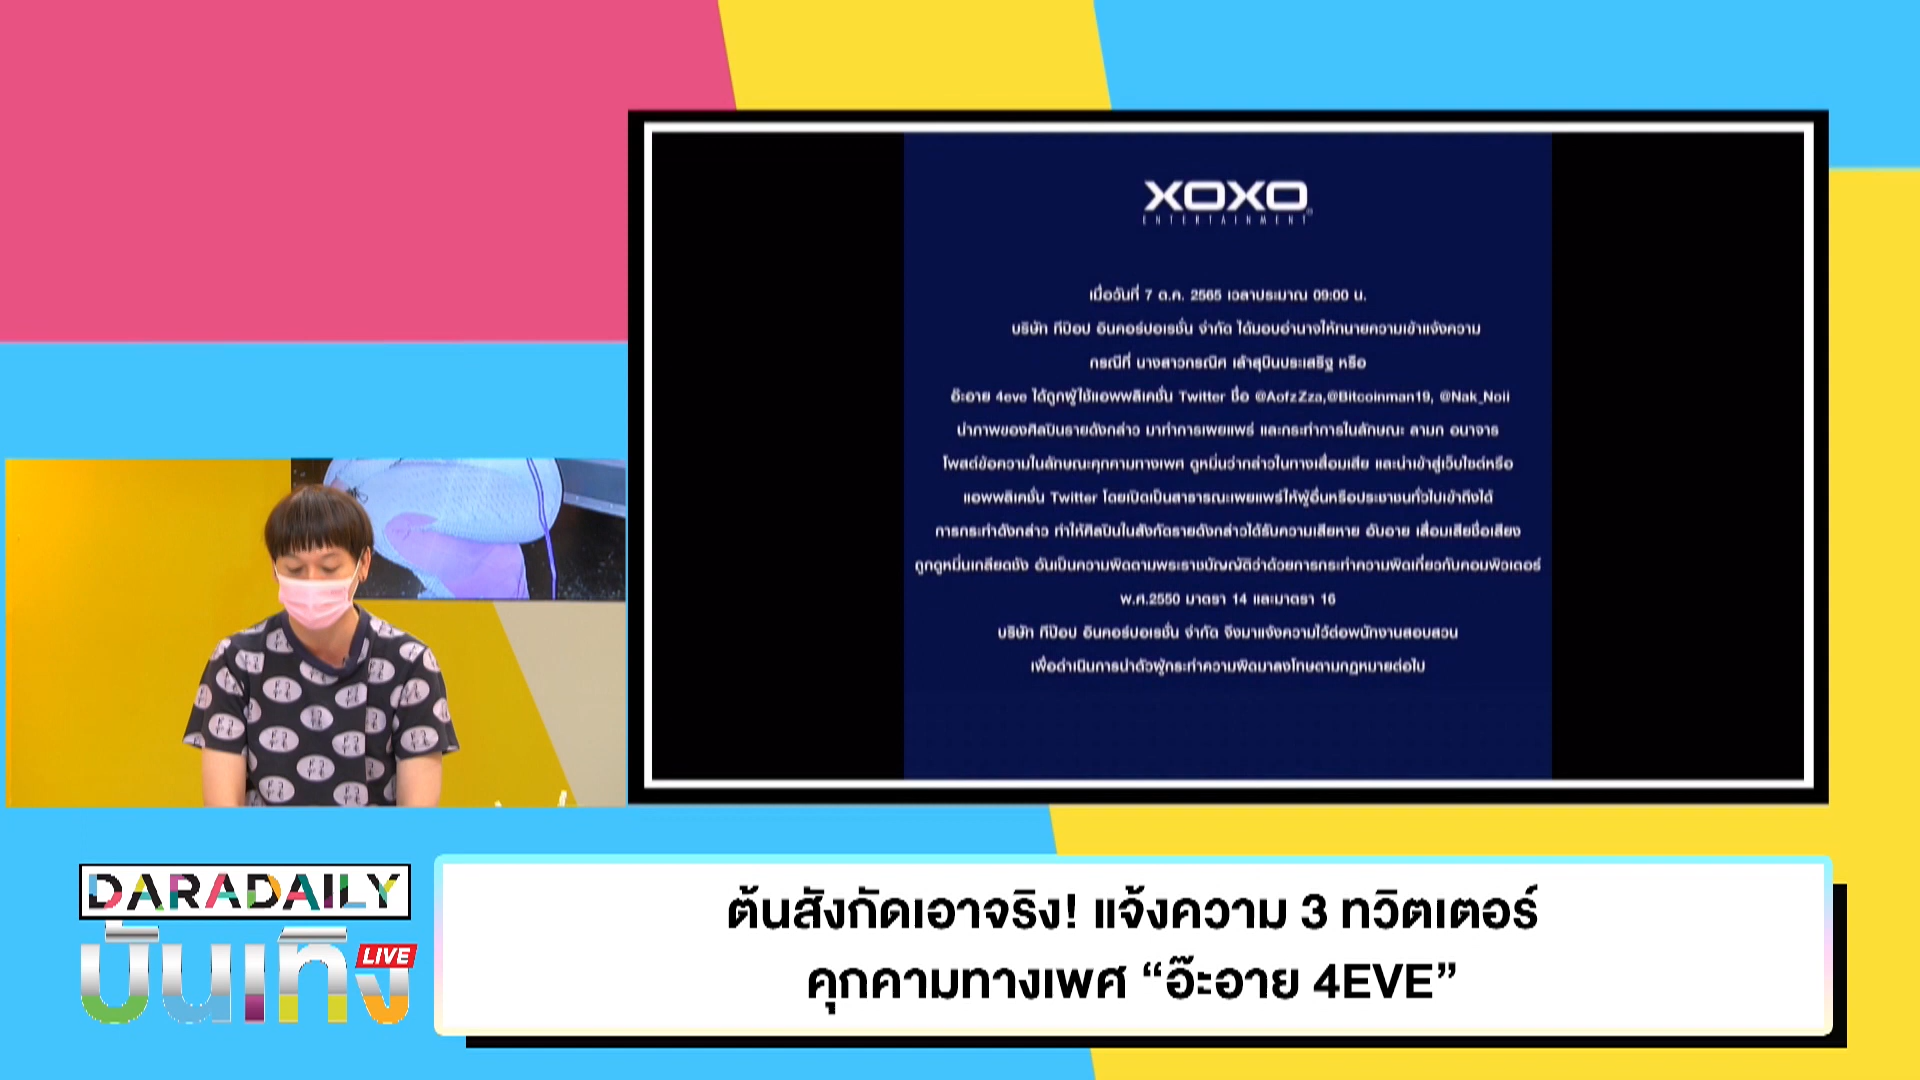 XOXO
ENTERTAINMENT
เมื่อวันที่ 7 ต.ค. 2565 เวลาประมาณ 09:00 น.
บริษัท ทีป๊อป อินคอร์ปอเรชั่น จำกัด ได้มอบอำนาจให้ทนายความเข้าแจ้งความ
กรณีที่ นางสาวกรณิศ เล้าสุบินประเสริฐ หรือ
อ๊ะอาย 4eve ได้ถูกผู้ใช้แอพพลิเคชั่น Twitter ชื่อ @AofzZza,@Bitcoinman19, @Nak_Noii
นำภาพของศิลปินรายดังกล่าว มาทำการเผยแพร่ และกระทำการในลักษณะ ลามก อนาจาร
โพสต์ข้อความในลักษณะคุกคามทางเพศ ดูหมิ่นว่ากล่าวในทางเสื่อมเสีย และนำเข้าสู่เว็บไซต์หรือ
แอพพลิเคชั่น Twitter โดยเปิดเป็นสาธารณะเผยแพร่ให้ผู้อื่นหรือประชาชนทั่วไปเข้าถึงได้
การกระทำดังกล่าว ทำให้ศิลปินในสังกัดรายดังกล่าวได้รับความเสียหาย อับอาย เสื่อมเสียชื่อเสียง
ถูกดูหมิ่นเกลียดชัง อันเป็นความผิดตามพระราชบัญญัติว่าด้วยการกระทำความผิดเกี่ยวกับคอมพิวเตอร์
พ.ศ.2550 มาตรา 14 และมาตรา 16
บริษัท ทีป๊อป อินคอร์ปอเรชั่น จำกัด จึงมาแจ้งความไว้ต่อพนักงานสอบสวน
เพื่อดำเนินการนำตัวผู้กระทำความผิดมาลงโทษตามกฎหมายต่อไป
DARADAILY
บันเทิง LIVE
ต้นสังกัดเอาจริง! แจ้งความ 3 ทวิตเตอร์
คุกคามทางเพศ “อ๊ะอาย 4EVE”